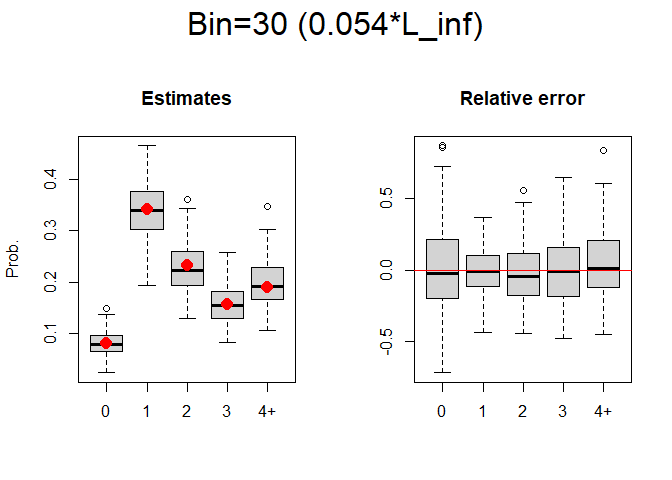 Bin=30 (0.054*L_inf)
Estimates
Prob.
0.4
0.3
0.2
0.1
0 1 2 3 4+
Relative error
0.5
0.0
-0.5
0 1 2 3 4+